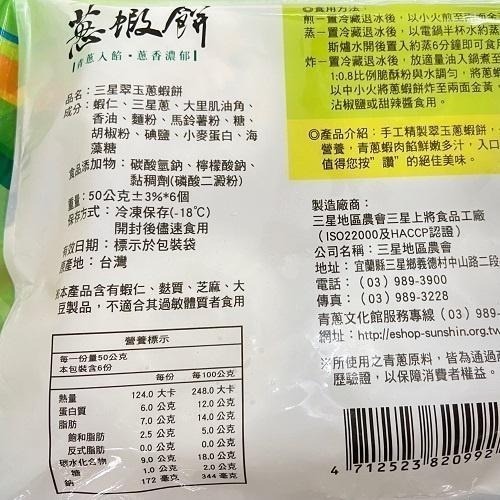 蔥蝦餅
青蔥入餡・蔥香濃郁
品名：三星翠玉蔥蝦餅
成分：蝦仁、三星蔥、大里肌油角、
香油、麵粉、馬鈴薯粉、糖、
胡椒粉、碘鹽、小麥蛋白、海
藻糖
食品添加物：碳酸氫鈉、檸檬酸鈉、
黏稠劑(磷酸二澱粉)
重量：50公克±3%*6個
保存方式：冷凍保存(-18℃)
開封後儘速食用
有效日期：標示於包裝袋
原產地：台灣
本產品含有蝦仁、麩質、芝麻、大
豆製品，不適合其過敏體質者食用
營養標示
每一份量50公克
本包裝含6份
每份 每100公克
熱量 124.0 大卡 248.0 大卡
蛋白質 6.0 公克 12.0 公克
脂肪 7.0 公克 14.0 公克
飽和脂肪 2.5 公克 5.0 公克
反式脂肪 0.0 公克 0.0 公克
碳水化合物 9.0 公克 18.0 公克
糖 1.0 公克 2.0 公克
鈉 172 毫克 344 毫克
◎食用方法：
煎－置冷藏退冰後，以小火煎至兩面金
蒸－置冷藏退冰後，以電鍋半杯水約蒸
斯爐水開後置入約蒸6分鐘即可食
炸－置冷藏退冰後，放適量油入鍋煮至
1:0.8比例脆酥粉與水調勻，將蔥
以中小火將蔥蝦餅炸至兩面金黃，
沾椒鹽或甜辣醬食用。
◎產品介紹：手工精製翠玉蔥蝦餅，
營養，青蔥蝦肉餡鮮嫩多汁，入口
值得您按”讚”的絕佳美味。
製造廠商：
三星地區農會三星上將食品工廠
（ISO22000及HACCP認證）
公司名稱：三星地區農會
地址：宜蘭縣三星鄉義德村中山路二段
電話：（03）989-3900
傳真：（03）989-3228
青蔥文化館服務專線（03）989-
網址：http://eshop-sunshin.org.tw
※所使用之青蔥原料，皆為通過產
歷驗證，以保障消費者權益。
4 712523 820992